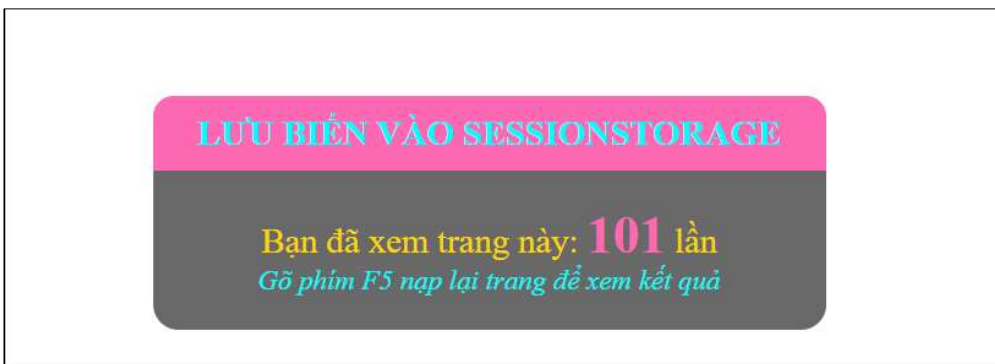 LƯU BIẾN VÀO SESSIONSTORAGE
Bạn đã xem trang này: 101 lần
Gõ phím F5 nạp lại trang để xem kết quả